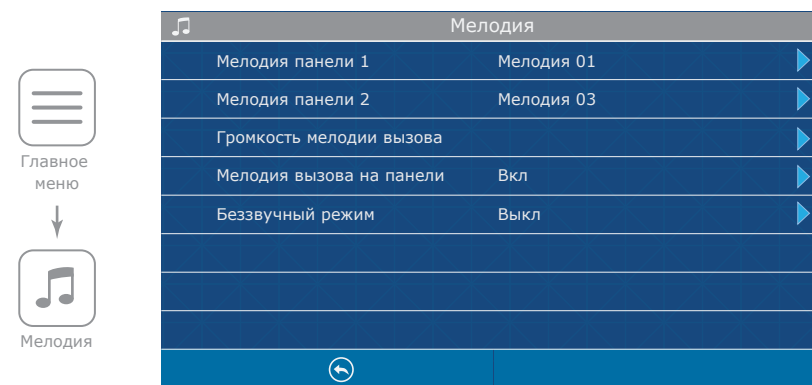 Главное
меню
Мелодия
Мелодия
Мелодия панели 1 Мелодия 01
Мелодия панели 2 Мелодия 03
Громкость мелодии вызова
Мелодия вызова на панели Вкл
Беззвучный режим Выкл